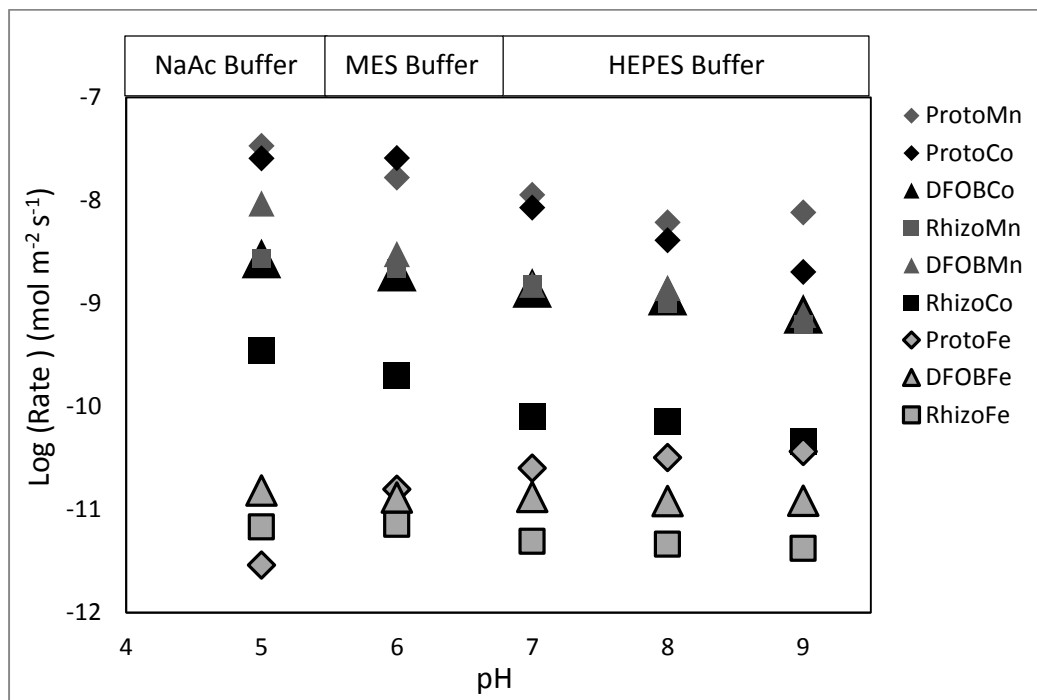 NaAc Buffer MES Buffer HEPES Buffer
-7
-8
-9
-10
-11
-12
4 5 6 7 8 9
pH
Log (Rate ) (mol m⁻² s⁻¹)
ProtoMn
ProtoCo
DFOBCo
RhizoMn
DFOBMn
RhizoCo
ProtoFe
DFOBFe
RhizoFe